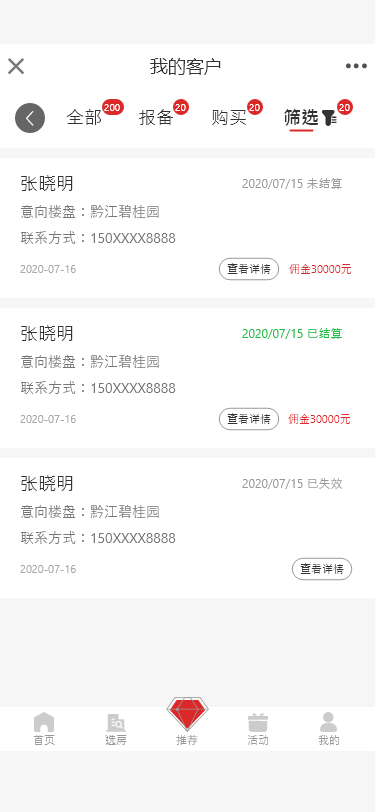 我的客户
全部 200 报备 20 购买 20 筛选 20
张晓明 2020/07/15 未结算
意向楼盘：黔江碧桂园
联系方式：150XXXX8888
2020-07-16 查看详情 佣金30000元
张晓明 2020/07/15 已结算
意向楼盘：黔江碧桂园
联系方式：150XXXX8888
2020-07-16 查看详情 佣金30000元
张晓明 2020/07/15 已失效
意向楼盘：黔江碧桂园
联系方式：150XXXX8888
2020-07-16 查看详情
首页 选房 推荐 活动 我的